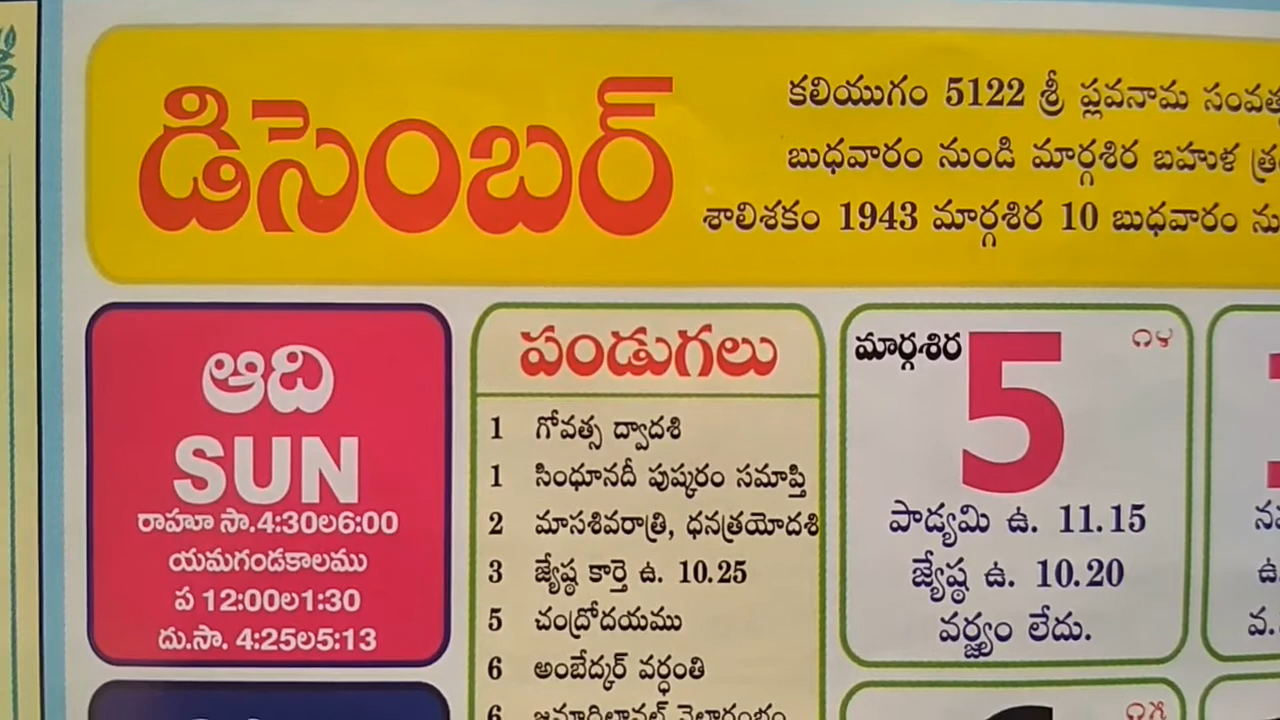 డిసెంబర్
కలియుగం 5122 శ్రీ ప్లవనామ
బుధవారం నుండి మార్గశిర బహుళ
శాలిశకం 1943 మార్గశిర 10 బుధవారం
ఆది
SUN
రాహు సా.4:30ల6:00
యమగండకాలము
ప 12:00ల1:30
దు.సా. 4:25ల5:13
పండుగలు
1 గోవత్స ద్వాదశి
1 సింధూనదీ పుష్కరం సమాప్తి
2 మాసశివరాత్రి, ధనత్రయోదశి
3 జ్యేష్ఠ కార్తె ఉ. 10.25
5 చంద్రోదయము
6 అంబేద్కర్ వర్ధంతి
6
మార్గశిర
౧౪
5
పాడ్యమి ఉ. 11.15
జ్యేష్ఠ ఉ. 10.20
వర్జ్యం లేదు.